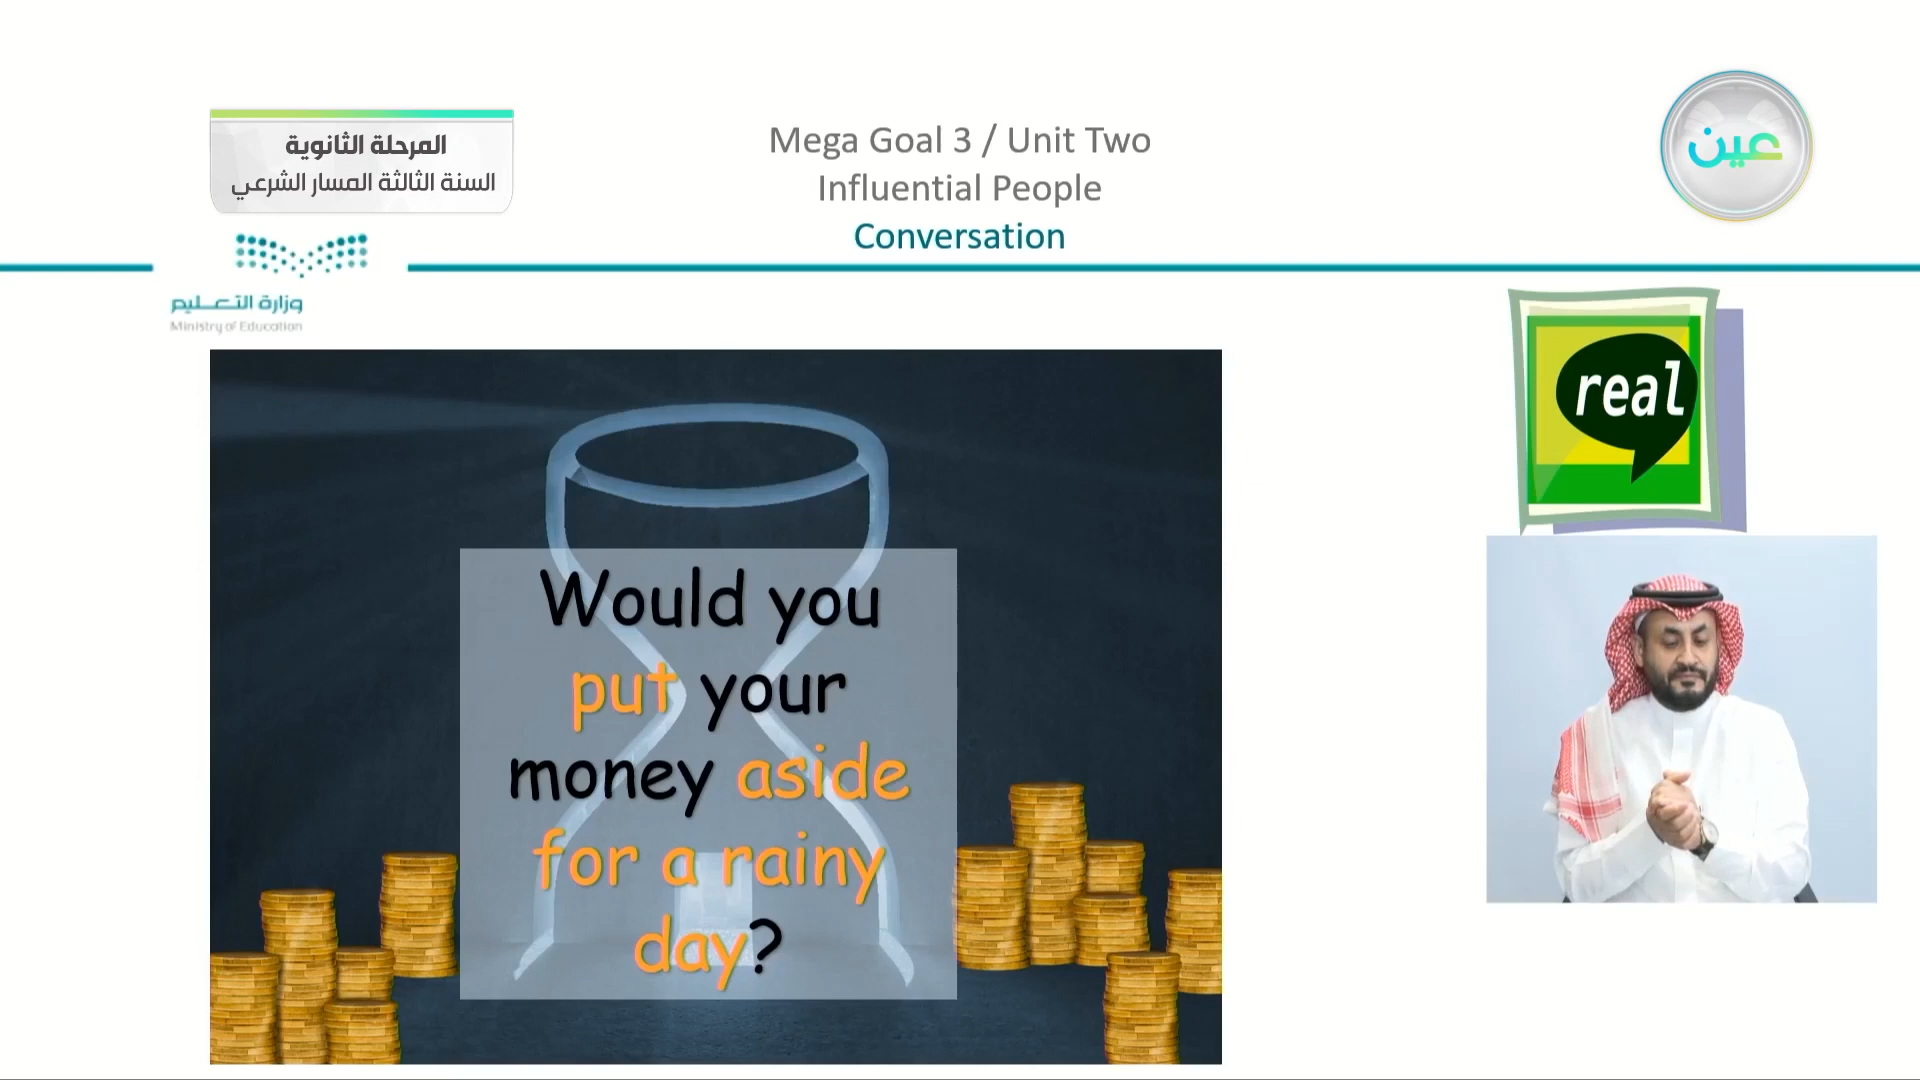 المرحلة الثانوية
السنة الثالثة المسار الشرعي
Mega Goal 3 / Unit Two
Influential People
Conversation
عين
وزارة التعليم
Ministry of Education
real
Would you
put your
money aside
for a rainy
day?